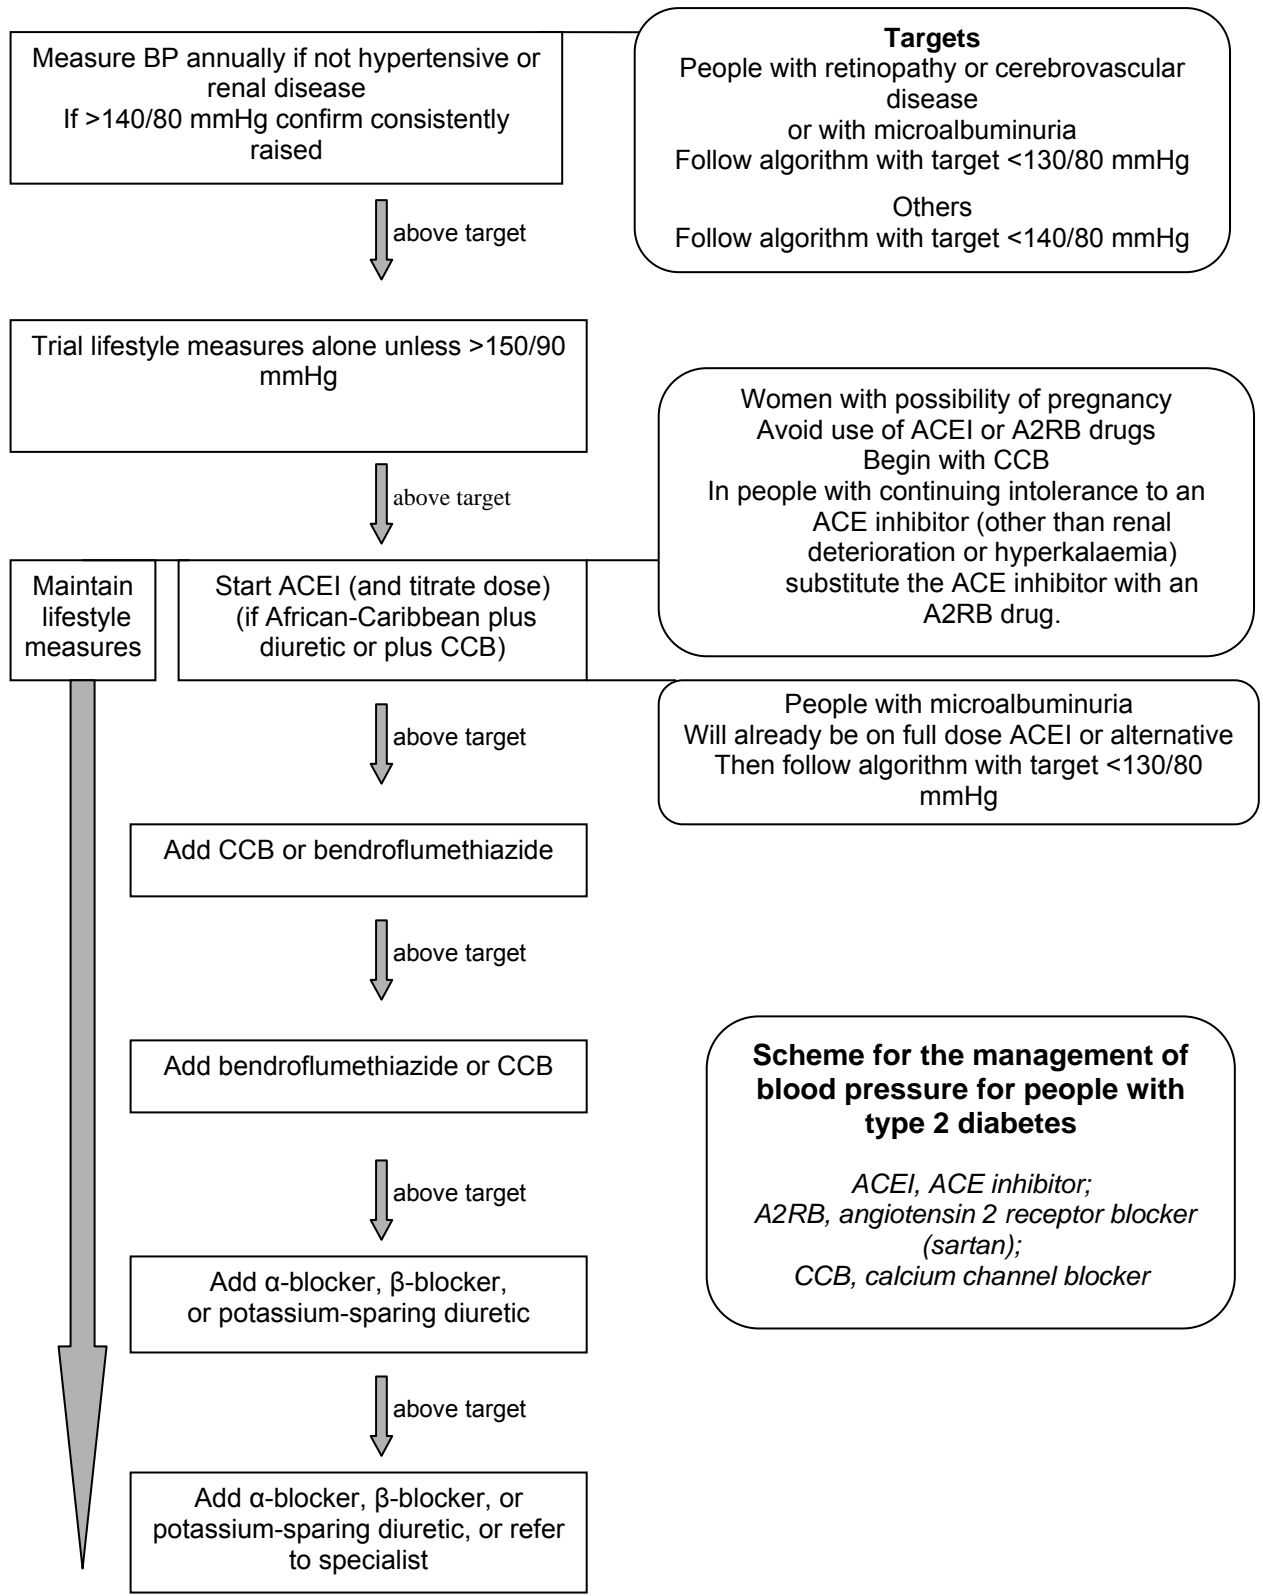 Measure BP annually if not hypertensive or
renal disease
If >140/80 mmHg confirm consistently
raised
Targets
People with retinopathy or cerebrovascular
disease
or with microalbuminuria
Follow algorithm with target <130/80 mmHg
Others
Follow algorithm with target <140/80 mmHg
above target
Trial lifestyle measures alone unless >150/90
mmHg
Women with possibility of pregnancy
Avoid use of ACEI or A2RB drugs
Begin with CCB
In people with continuing intolerance to an
ACE inhibitor (other than renal
deterioration or hyperkalaemia)
substitute the ACE inhibitor with an
A2RB drug.
above target
Maintain
lifestyle
measures
Start ACEI (and titrate dose)
(if African-Caribbean plus
diuretic or plus CCB)
People with microalbuminuria
Will already be on full dose ACEI or alternative
Then follow algorithm with target <130/80
mmHg
above target
Add CCB or bendroflumethiazide
above target
Add bendroflumethiazide or CCB
Scheme for the management of
blood pressure for people with
type 2 diabetes
ACEI, ACE inhibitor;
A2RB, angiotensin 2 receptor blocker
(sartan);
CCB, calcium channel blocker
above target
Add α-blocker, β-blocker,
or potassium-sparing diuretic
above target
Add α-blocker, β-blocker, or
potassium-sparing diuretic, or refer
to specialist